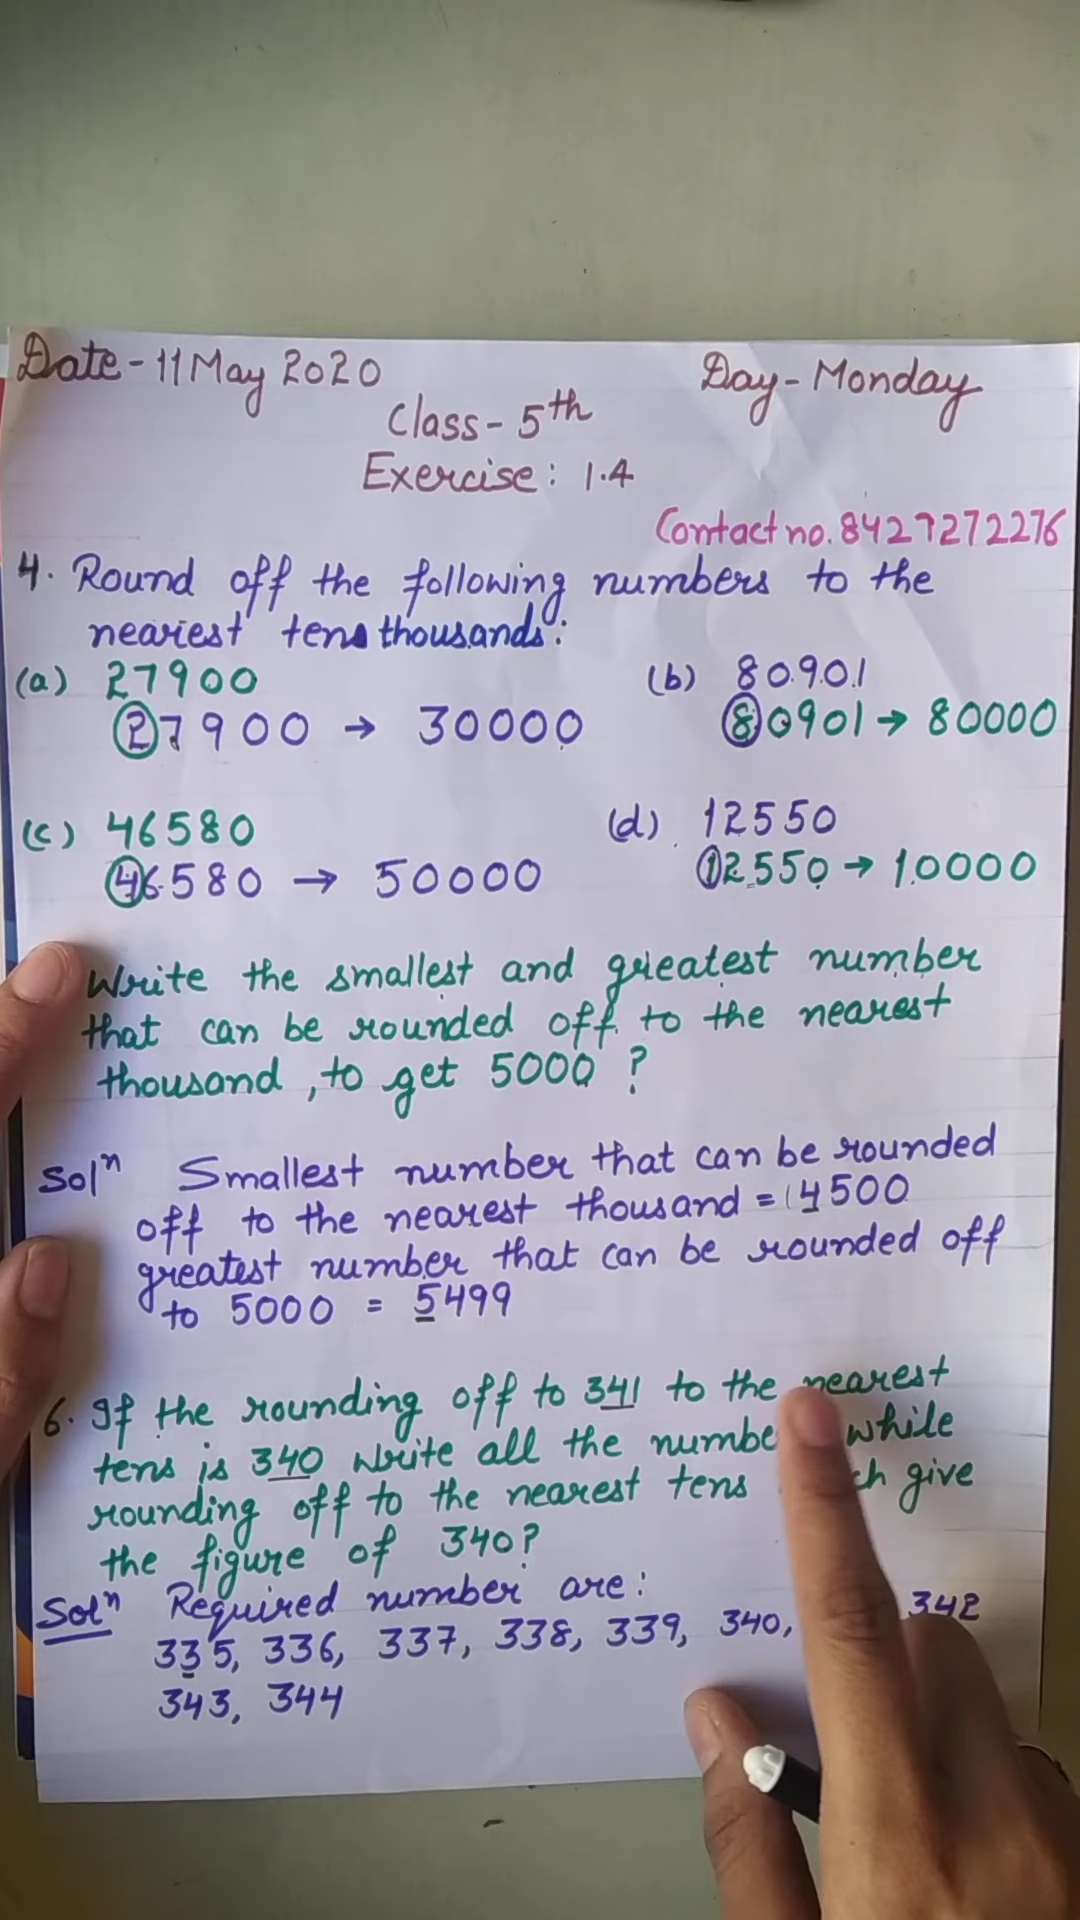 Date - 11 May 2020 Day - Monday
Class - 5th
Exercise: 1.4
Contact no. 8427272276
4. Round off the following numbers to the
nearest tens thousands:
(a) 27900 (b) 80901
27900 → 30000 80901 → 80000
(c) 46580 (d) 12550
46580 → 50000 12550 → 10000
Write the smallest and greatest number
that can be rounded off to the nearest
thousand, to get 5000 ?
Solⁿ Smallest number that can be rounded
off to the nearest thousand = 4500
greatest number that can be rounded off
to 5000 = 5499
6. If the rounding off to 341 to the nearest
tens is 340 write all the while
rounding off to the nearest tens give
the figure of 340?
Solⁿ Required number are:
335, 336, 337, 338, 339, 340, 342
343, 344